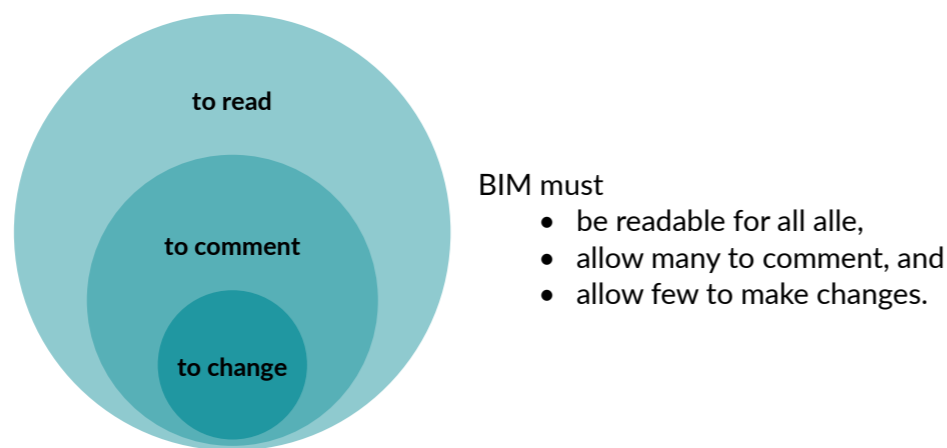 to read
to comment
to change
BIM must
• be readable for all alle,
• allow many to comment, and
• allow few to make changes.